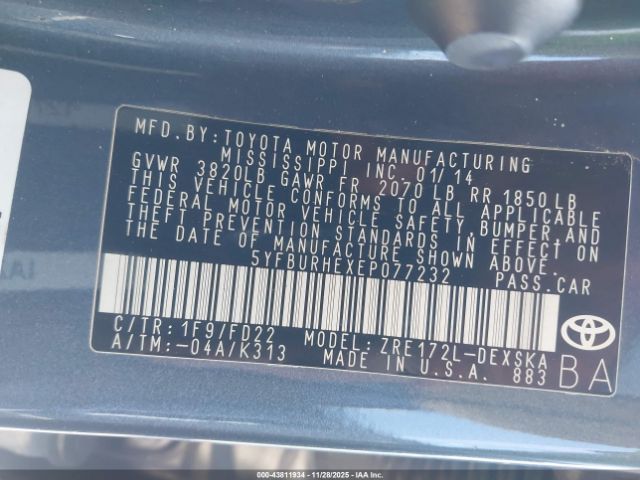 MFD.BY:TOYOTA MOTOR MANUFACTURING
MISSISSIPPI INC. 01/14
GVWR 3820LB GAWR FR 2070 LB RR 1850LB
THIS VEHICLE CONFORMS TO ALL APPLICABLE
FEDERAL MOTOR VEHICLE SAFETY,BUMPER,AND
THEFT PREVENTION STANDARDS IN EFFECT ON
THE DATE OF MANUFACTURE SHOWN ABOVE.
5YFBURHEXEP077232 PASS.CAR
C/TR:1F9/FD22 MODEL:ZRE172L-DEXSKA
A/TM:-04A/K313 MADE IN U.S.A. 883 BA
000-43811934 - 11/28/2025 - IAA Inc.